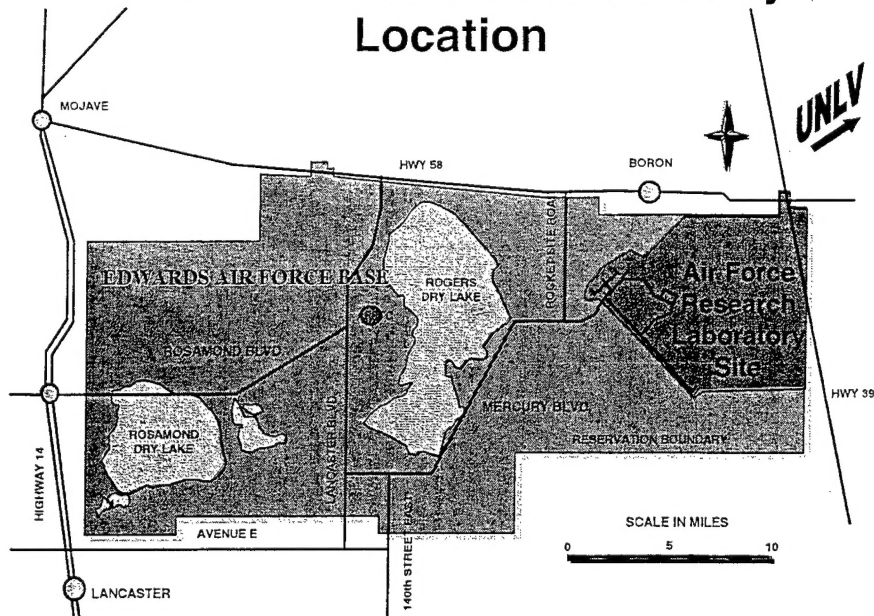 Location
MOJAVE
UNLV
HWY 58
BORON
ROCKET SITE ROAD
EDWARDS AIR FORCE BASE
ROGERS
DRY LAKE
Air Force
Research
Laboratory
Site
ROSAMOND BLVD
LANCASTER BLVD
MERCURY BLVD
HWY 39
ROSAMOND
DRY LAKE
RESERVATION BOUNDARY
HIGHWAY 14
AVENUE E
140th STREET EAST
SCALE IN MILES
0 5 10
LANCASTER